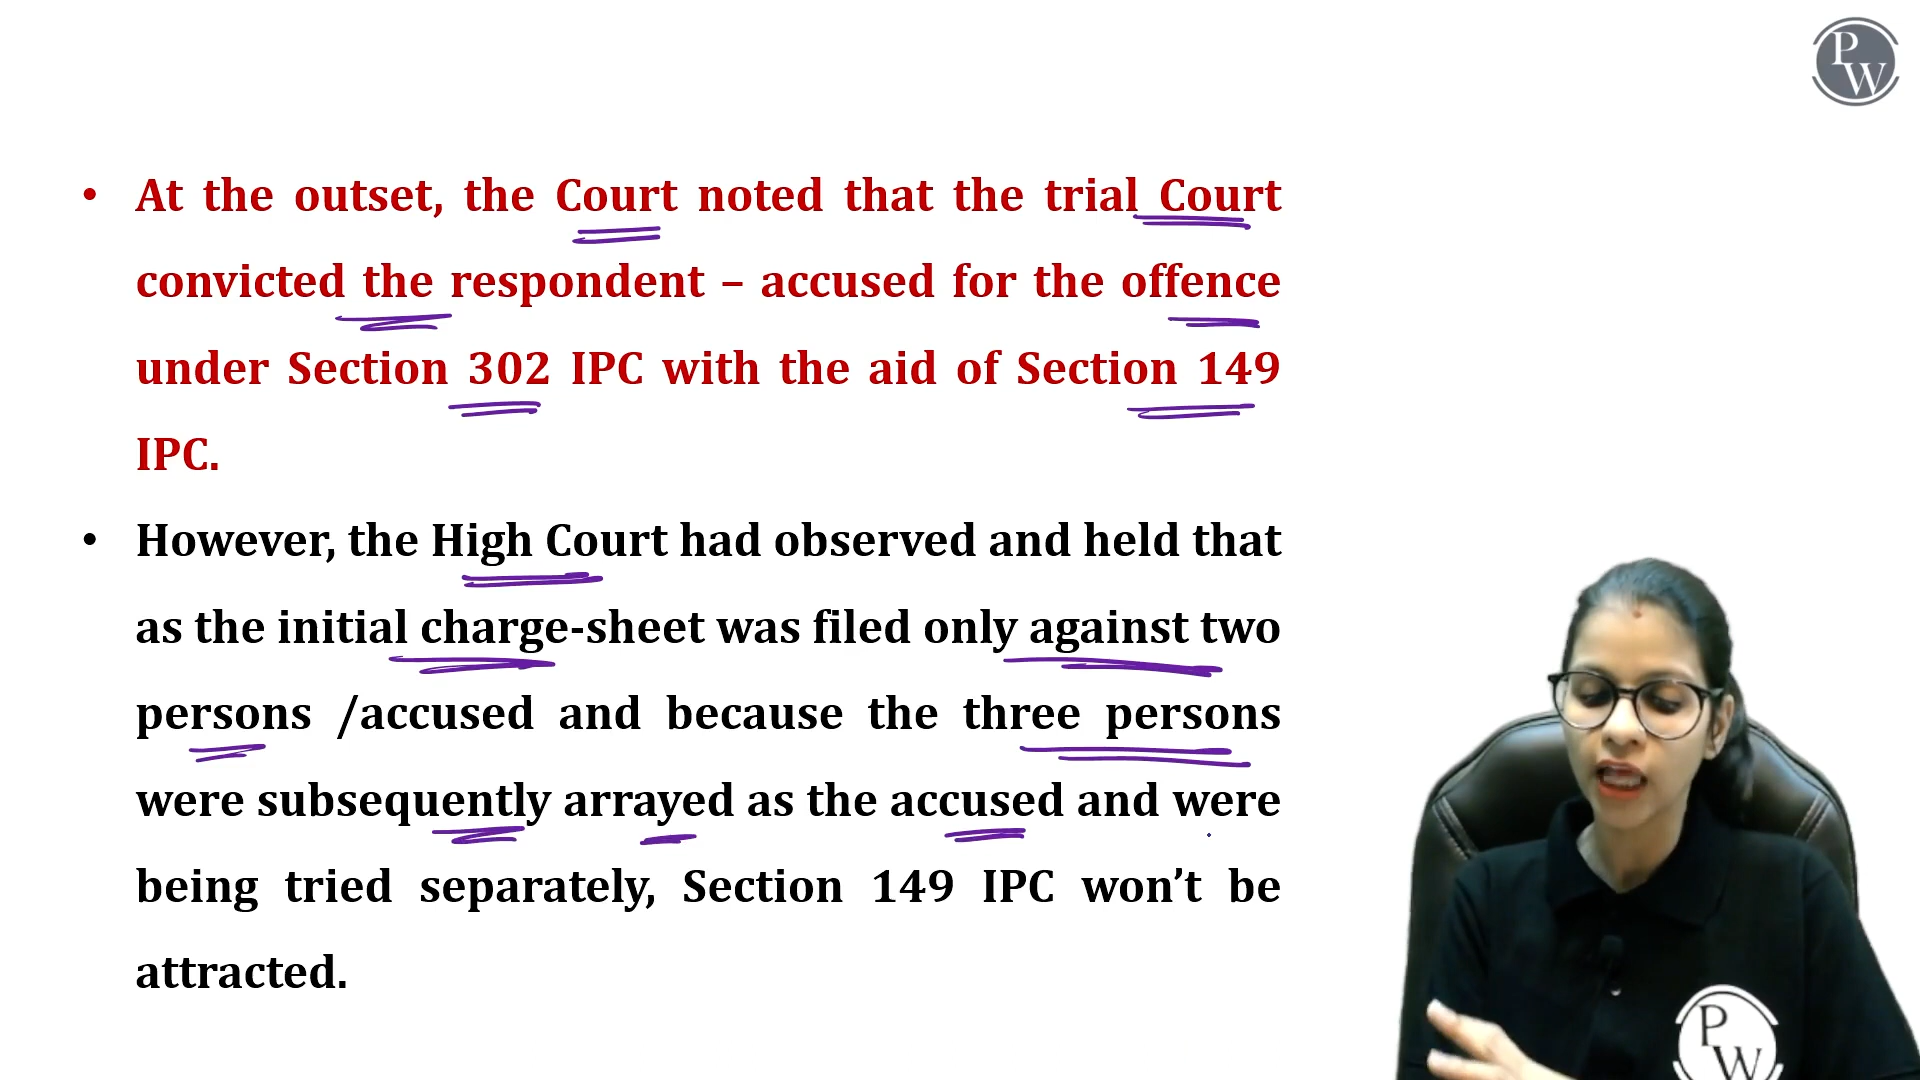 PW
• At the outset, the Court noted that the trial Court
convicted the respondent – accused for the offence
under Section 302 IPC with the aid of Section 149
IPC.
• However, the High Court had observed and held that
as the initial charge-sheet was filed only against two
persons /accused and because the three persons
were subsequently arrayed as the accused and were
being tried separately, Section 149 IPC won’t be
attracted.
PW